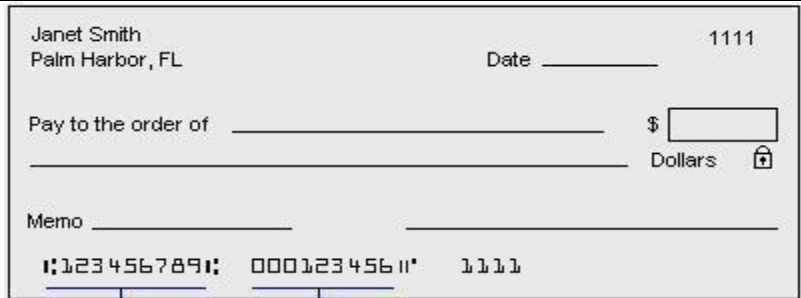 Janet Smith 1111
Palm Harbor, FL Date
Pay to the order of $
Dollars
Memo
⑆123456789⑆ 000123456⑈ 1111